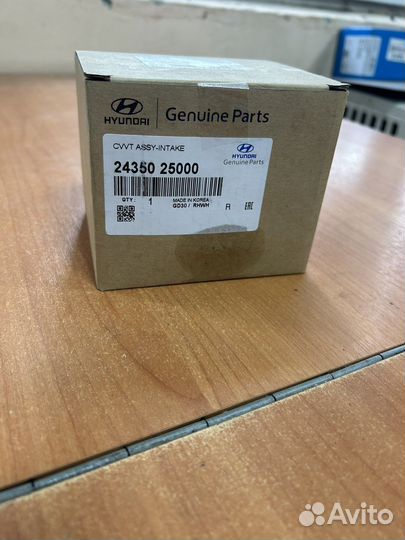 HYUNDAI
Genuine Parts
CVVT ASSY-INTAKE
24350 25000
HYUNDAI
Genuine Parts
QTY : 1
MADE IN KOREA
GD30 / RHWH
R
EAC
Avito